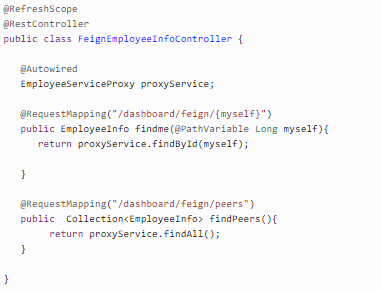 @RefreshScope
@RestController
public class FeignEmployeeInfoController {
@Autowired
EmployeeServiceProxy proxyService;
@RequestMapping("/dashboard/feign/{myself}")
public EmployeeInfo findme(@PathVariable Long myself){
return proxyService.findById(myself);
}
@RequestMapping("/dashboard/feign/peers")
public  Collection<EmployeeInfo> findPeers(){
return proxyService.findAll();
}
}